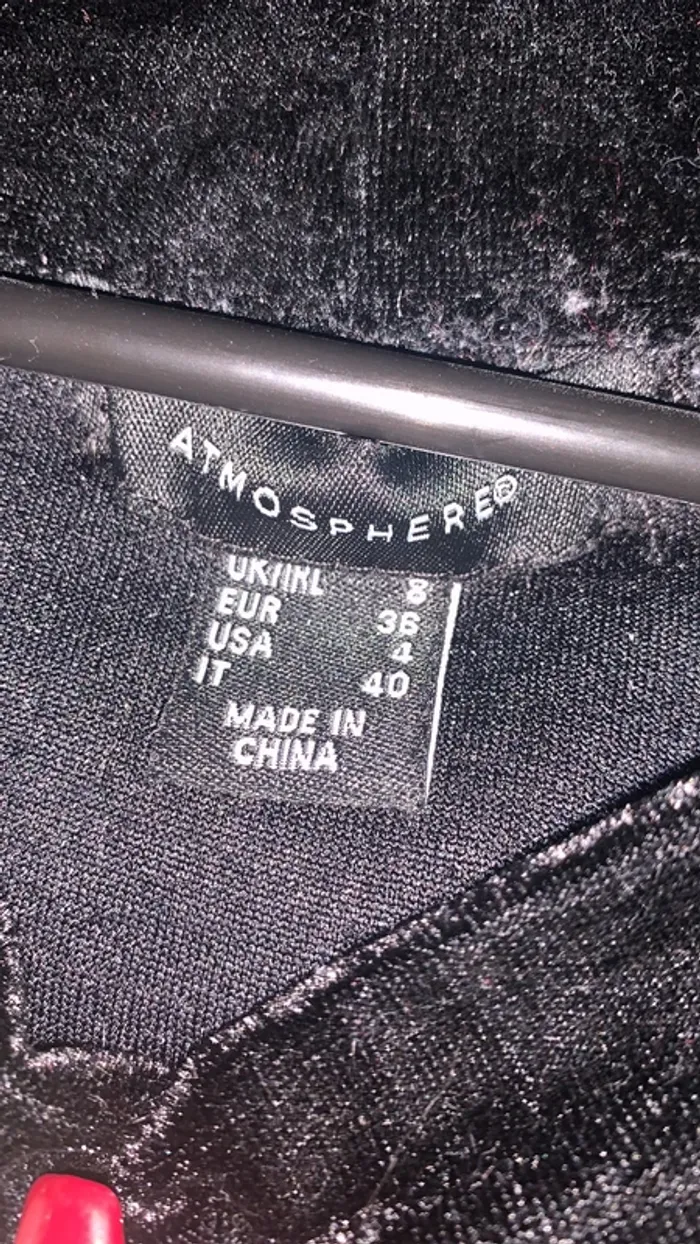 ATMOSPHERE®
UK/IRL 8
EUR 36
USA 4
IT 40
MADE IN
CHINA